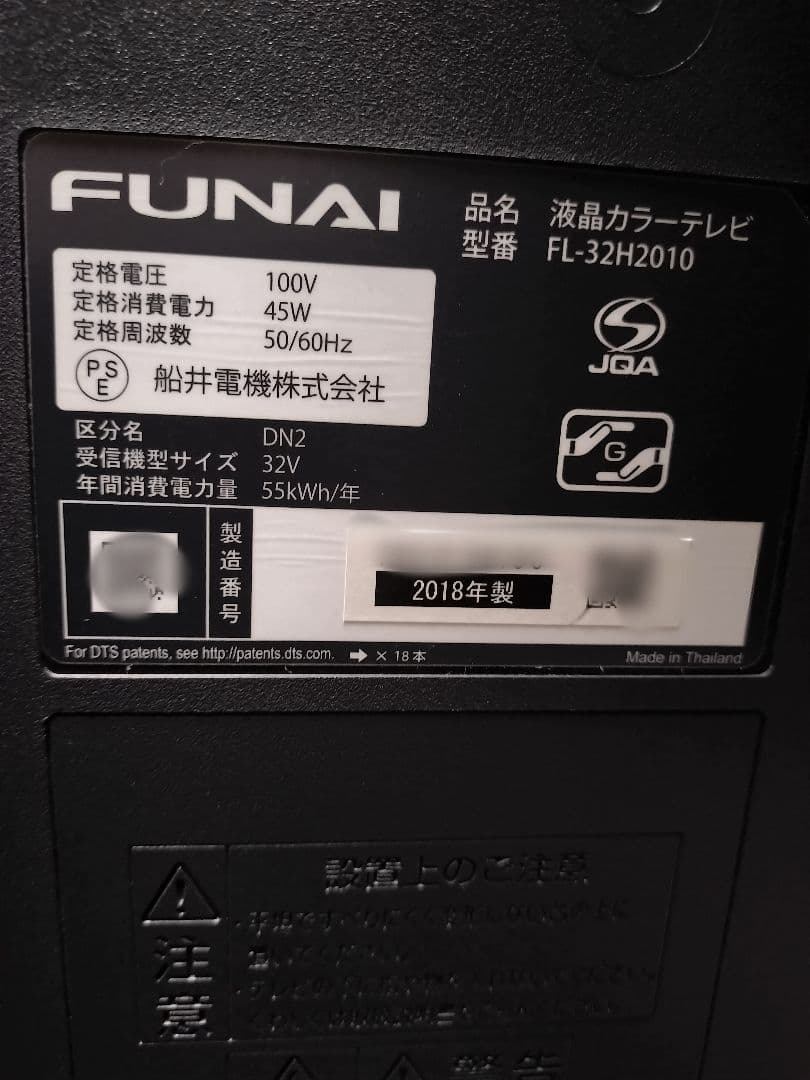 FUNAI
品名 液晶カラーテレビ
型番 FL-32H2010
定格電圧 100V
定格消費電力 45W
定格周波数 50/60Hz
PSE 船井電機株式会社
JQA
G
区分名 DN2
受信機型サイズ 32V
年間消費電力量 55kWh/年
製造番号
2018年製
For DTS patents, see http://patents.dts.com. ➡ × 18本
Made in Thailand
設置上のご注意
注意
警告